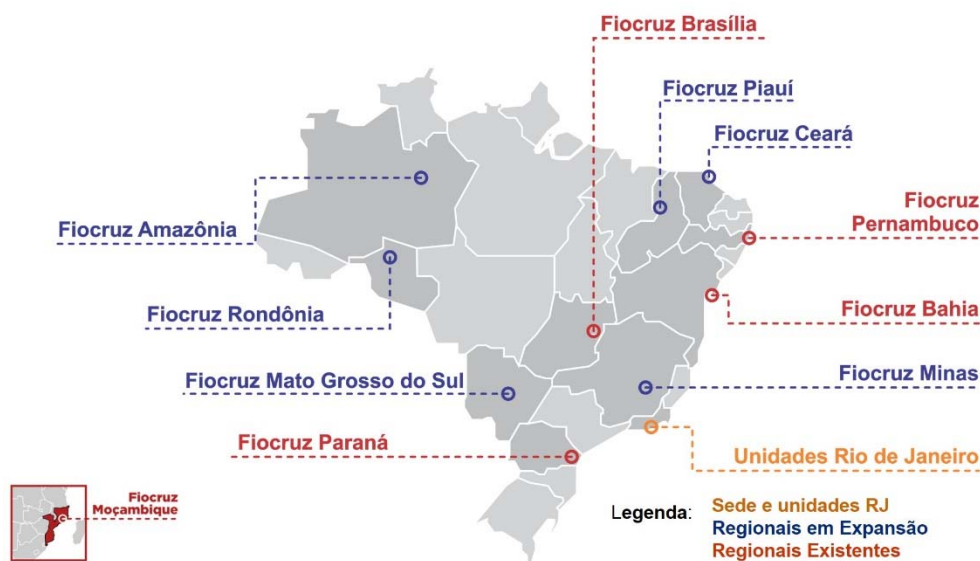 Fiocruz Brasília
Fiocruz Piauí
Fiocruz Ceará
Fiocruz
Pernambuco
Fiocruz Amazônia
Fiocruz Rondônia
Fiocruz Bahia
Fiocruz Mato Grosso do Sul
Fiocruz Minas
Fiocruz Paraná
Unidades Rio de Janeiro
Fiocruz
Moçambique
Legenda: Sede e unidades RJ
Regionais em Expansão
Regionais Existentes